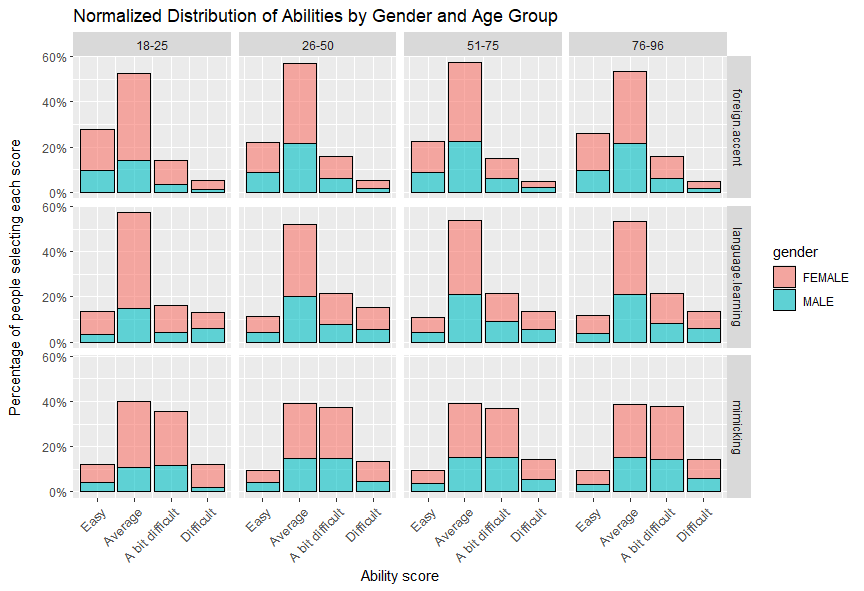 Normalized Distribution of Abilities by Gender and Age Group
18-25 26-50 51-75 76-96
60%
40%
20%
0%
foreign.accent
60%
40%
20%
0%
language.learning
60%
40%
20%
0%
mimicking
Percentage of people selecting each score
Easy Average A bit difficult Difficult Easy Average A bit difficult Difficult Easy Average A bit difficult Difficult Easy Average A bit difficult Difficult
Ability score
gender
FEMALE
MALE